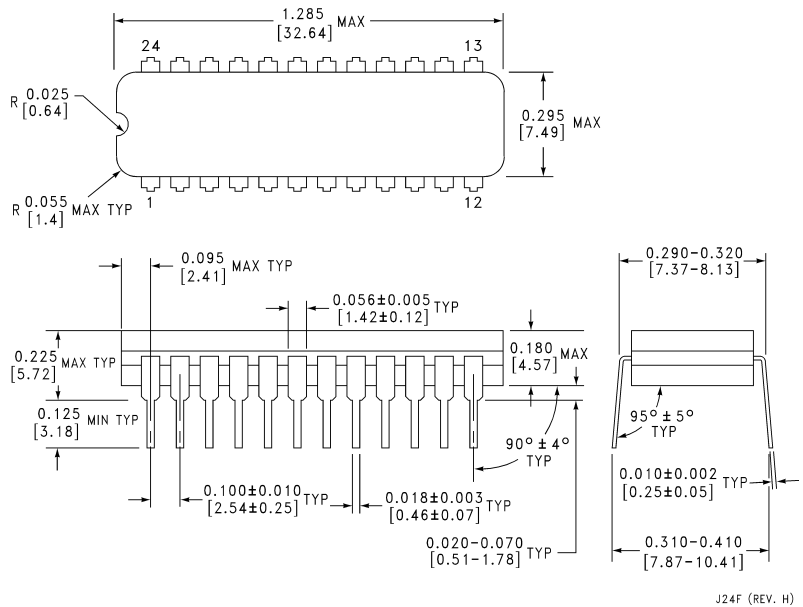 1.285
[32.64] MAX
24
13
R 0.025
[0.64]
0.295
[7.49] MAX
R 0.055
[1.4] MAX TYP
1
12
0.095
[2.41] MAX TYP
0.290-0.320
[7.37-8.13]
0.056±0.005
[1.42±0.12] TYP
0.225
[5.72] MAX TYP
0.180
[4.57] MAX
0.125
[3.18] MIN TYP
95° ± 5°
TYP
90° ± 4°
TYP
0.010±0.002
[0.25±0.05] TYP
0.100±0.010
[2.54±0.25] TYP
0.018±0.003
[0.46±0.07] TYP
0.020-0.070
[0.51-1.78] TYP
0.310-0.410
[7.87-10.41]
J24F (REV. H)